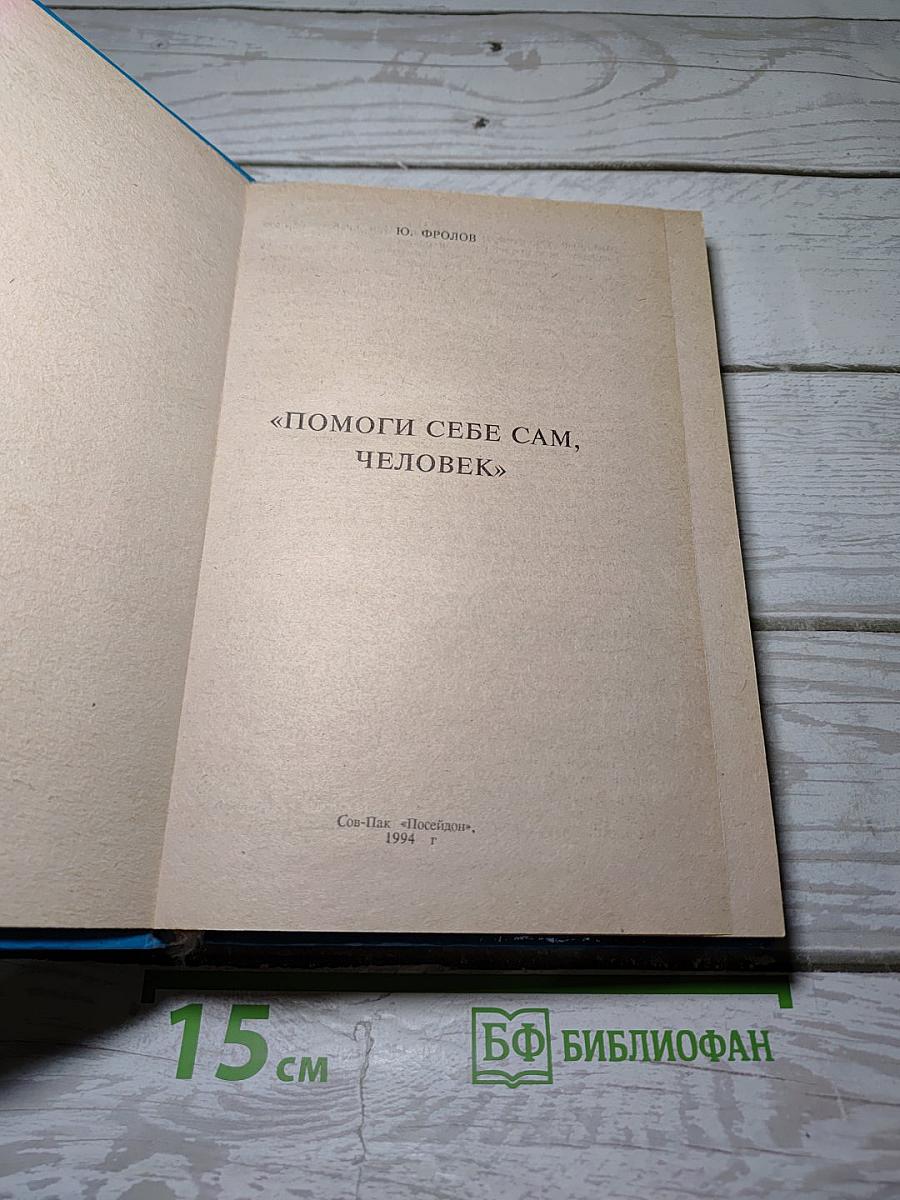 Ю. ФРОЛОВ
«ПОМОГИ СЕБЕ САМ,
ЧЕЛОВЕК»
Сов-Пак «Посейдон»,
1994 г
15 см
БФ БИБЛИОФАН